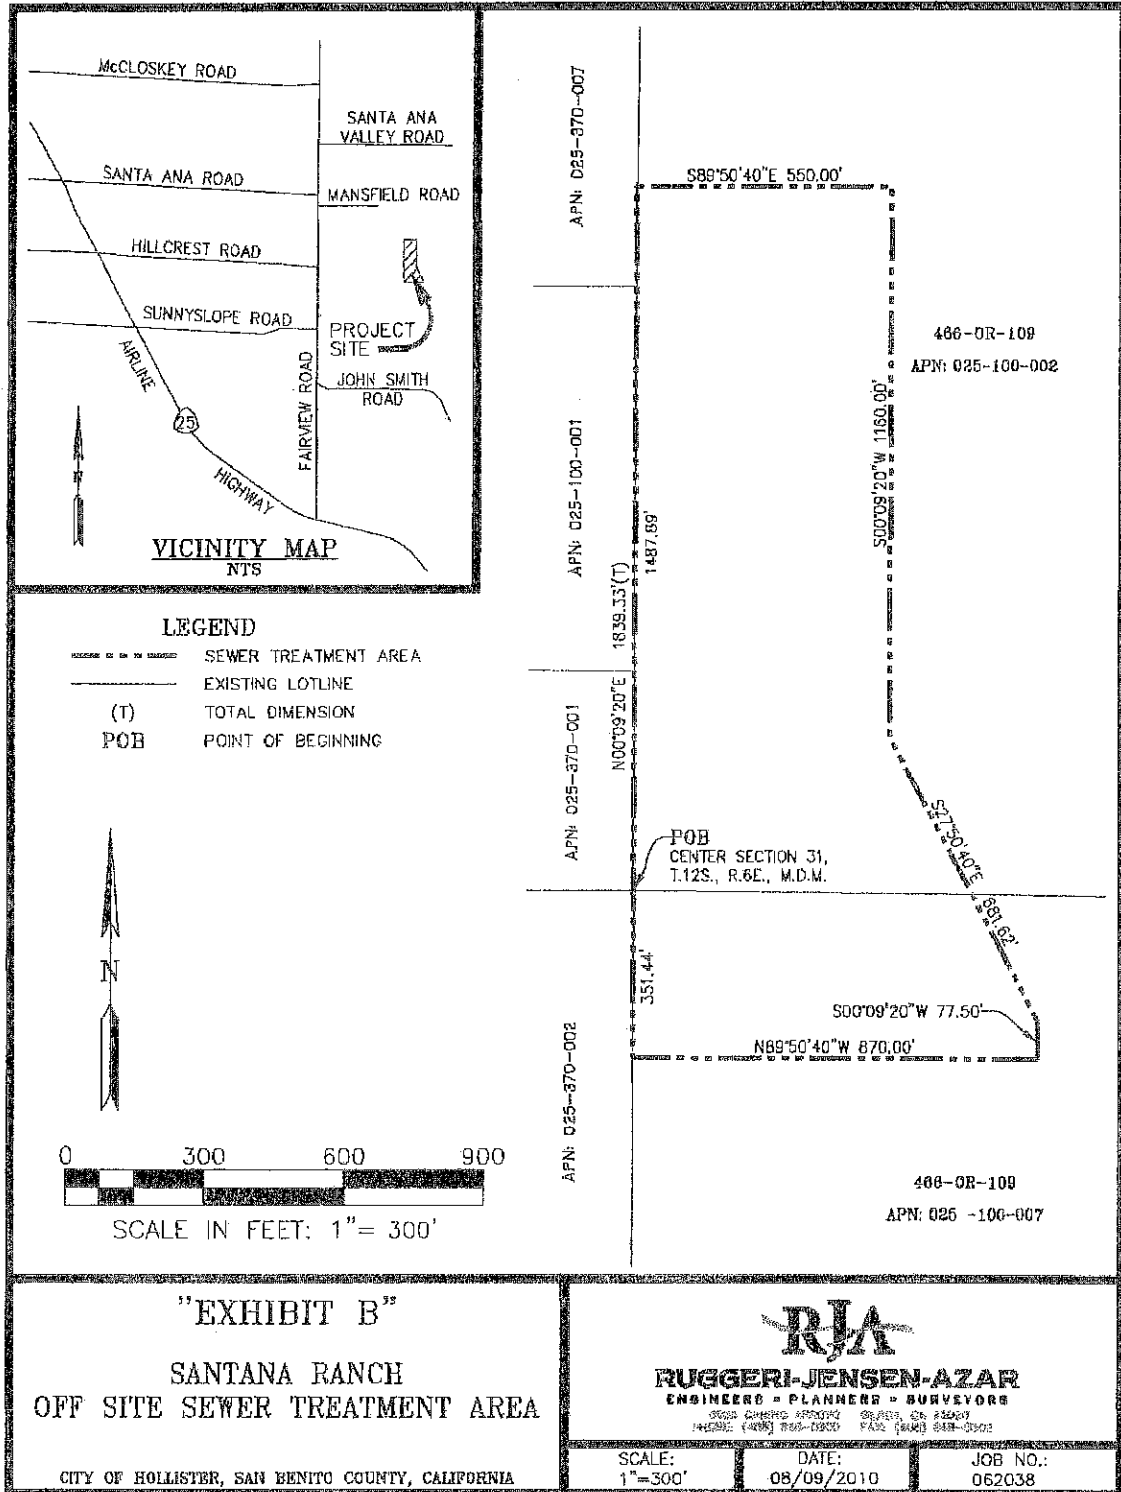 McCLOSKEY ROAD
SANTA ANA
VALLEY ROAD
SANTA ANA ROAD
MANSFIELD ROAD
HILLCREST ROAD
SUNNYSLOPE ROAD
PROJECT
SITE
JOHN SMITH
ROAD
FAIRVIEW ROAD
AIRLINE
25
HIGHWAY
N
VICINITY MAP
NTS
LEGEND
SEWER TREATMENT AREA
EXISTING LOTLINE
(T) TOTAL DIMENSION
POB POINT OF BEGINNING
N
0 300 600 900
SCALE IN FEET: 1"= 300'
APN: 025-370-007
S89°50'40"E 550.00'
466-OR-109
APN: 025-100-002
S00°09'20"W 1160.00'
APN: 025-100-001
1487.89'
N00°09'20"E 1839.33'(T)
APN: 025-370-001
POB
CENTER SECTION 31,
T.12S., R.6E., M.D.M.
S27°50'40"E 681.62'
351.44'
S00°09'20"W 77.50'
N89°50'40"W 870.00'
APN: 025-370-002
466-OR-109
APN: 025 -100-007
"EXHIBIT B"
SANTANA RANCH
OFF SITE SEWER TREATMENT AREA
CITY OF HOLLISTER, SAN BENITO COUNTY, CALIFORNIA
RJA
RUGGERI-JENSEN-AZAR
ENGINEERS ▪ PLANNERS ▪ SURVEYORS
SCALE:
1"=300'
DATE:
08/09/2010
JOB NO.:
062038